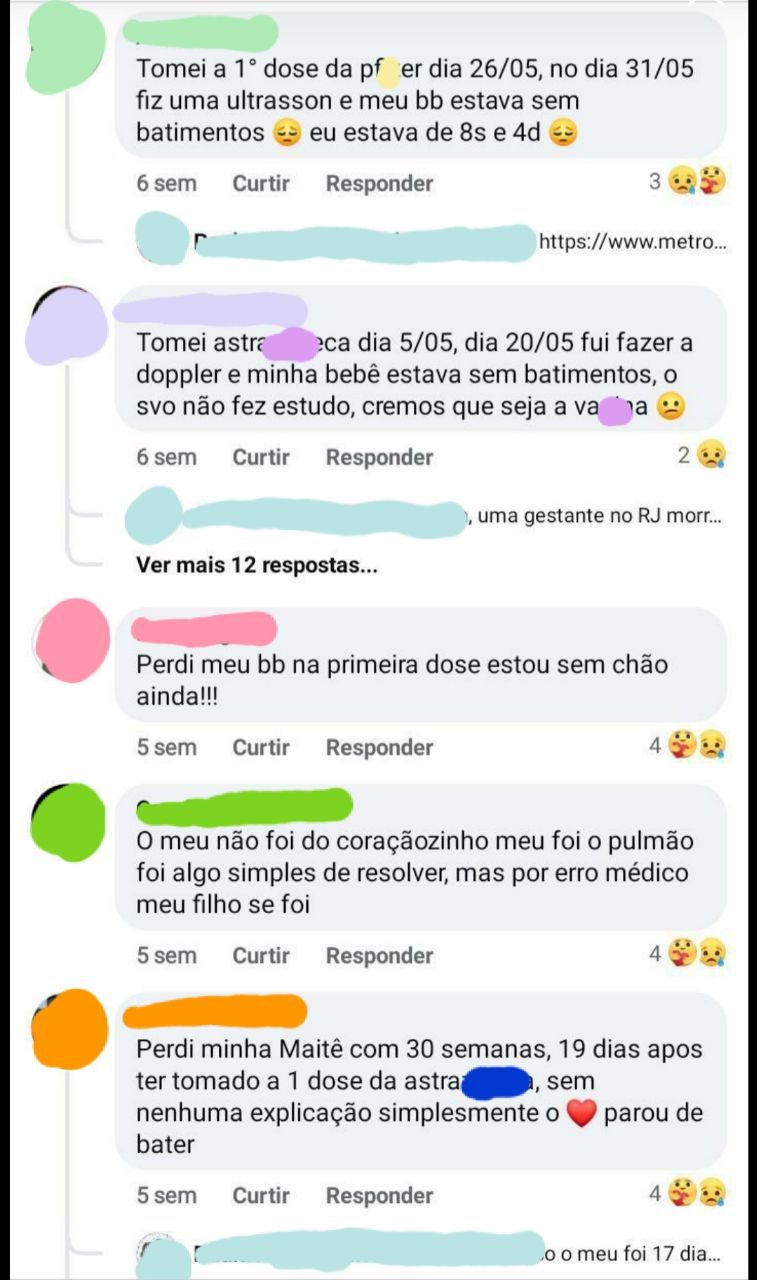 Tomei a 1° dose da pf er dia 26/05, no dia 31/05
fiz uma ultrasson e meu bb estava sem
batimentos 😔 eu estava de 8s e 4d 😔
6 sem Curtir Responder 3
https://www.metro...
Tomei astra eca dia 5/05, dia 20/05 fui fazer a
doppler e minha bebê estava sem batimentos, o
svo não fez estudo, cremos que seja a va a 😕
6 sem Curtir Responder 2
, uma gestante no RJ morr...
Ver mais 12 respostas...
Perdi meu bb na primeira dose estou sem chão
ainda!!!
5 sem Curtir Responder 4
O meu não foi do coraçãozinho meu foi o pulmão
foi algo simples de resolver, mas por erro médico
meu filho se foi
5 sem Curtir Responder 4
Perdi minha Maitê com 30 semanas, 19 dias apos
ter tomado a 1 dose da astra , sem
nenhuma explicação simplesmente o ❤️ parou de
bater
5 sem Curtir Responder 4
o o meu foi 17 dia...